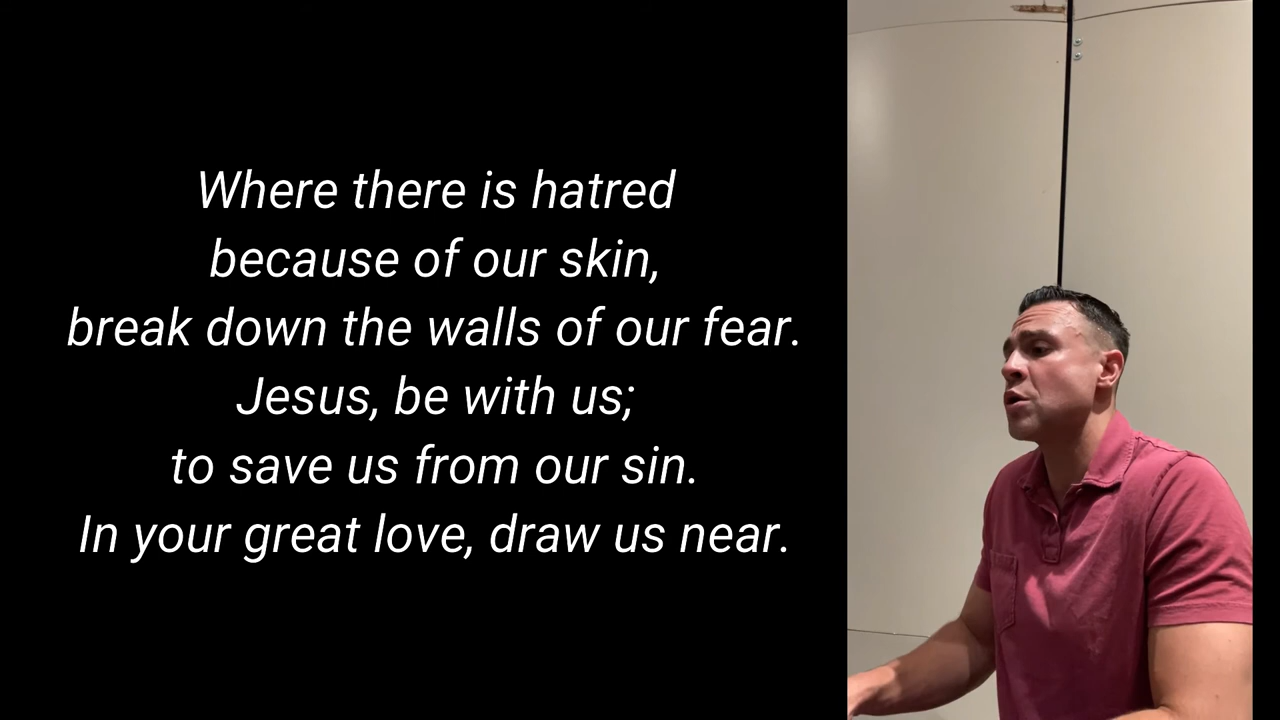 Where there is hatred
because of our skin,
break down the walls of our fear.
Jesus, be with us;
to save us from our sin.
In your great love, draw us near.